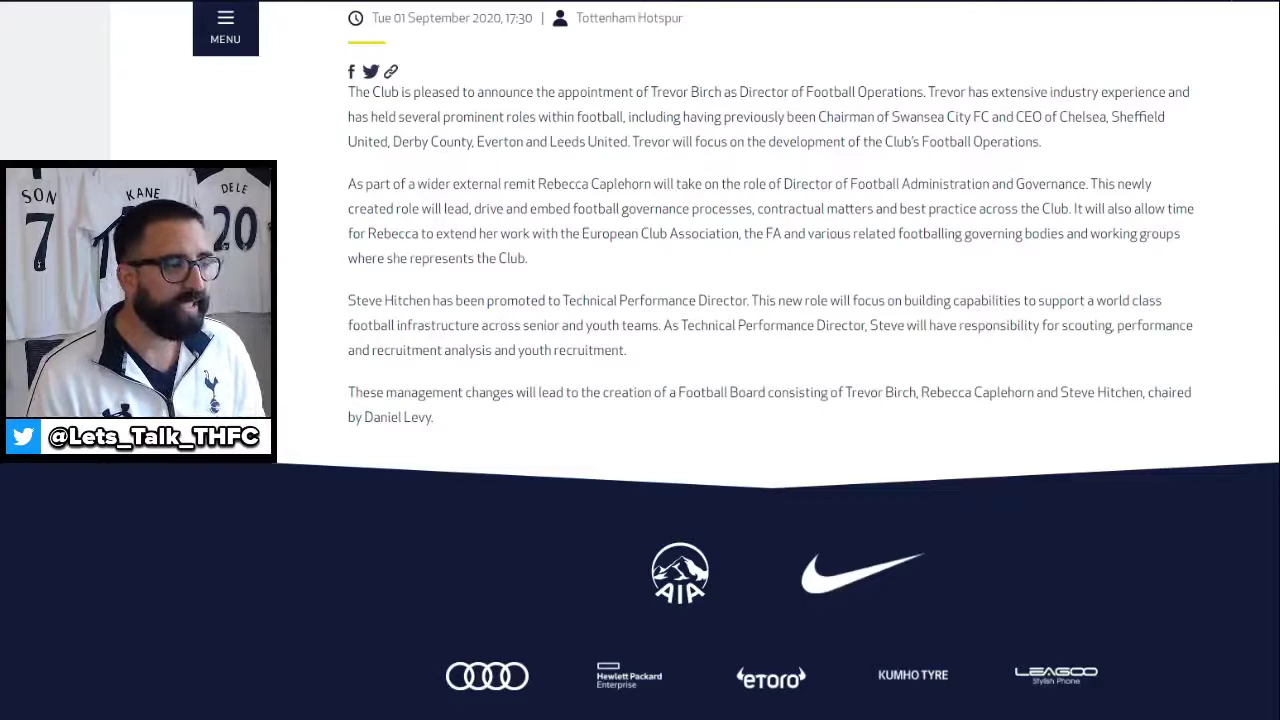 Tue 01 September 2020, 17:30 | Tottenham Hotspur
MENU
The Club is pleased to announce the appointment of Trevor Birch as Director of Football Operations. Trevor has extensive industry experience and
has held several prominent roles within football, including having previously been Chairman of Swansea City FC and CEO of Chelsea, Sheffield
United, Derby County, Everton and Leeds United. Trevor will focus on the development of the Club's Football Operations.
As part of a wider external remit Rebecca Caplehorn will take on the role of Director of Football Administration and Governance. This newly
created role will lead, drive and embed football governance processes, contractual matters and best practice across the Club. It will also allow time
for Rebecca to extend her work with the European Club Association, the FA and various related footballing governing bodies and working groups
where she represents the Club.
Steve Hitchen has been promoted to Technical Performance Director. This new role will focus on building capabilities to support a world class
football infrastructure across senior and youth teams. As Technical Performance Director, Steve will have responsibility for scouting, performance
and recruitment analysis and youth recruitment.
These management changes will lead to the creation of a Football Board consisting of Trevor Birch, Rebecca Caplehorn and Steve Hitchen, chaired
by Daniel Levy.
SON
7
KANE
DELE
20
@Lets_Talk_THFC
AIA
Hewlett Packard
Enterprise
eToro
KUMHO TYRE
LEAGOO
Stylish Phone